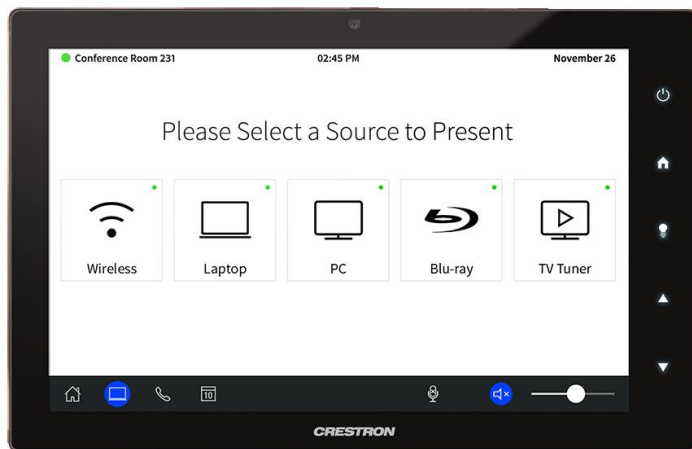 Conference Room 231
02:45 PM
November 26
Please Select a Source to Present
Wireless
Laptop
PC
Blu-ray
TV Tuner
10
CRESTRON